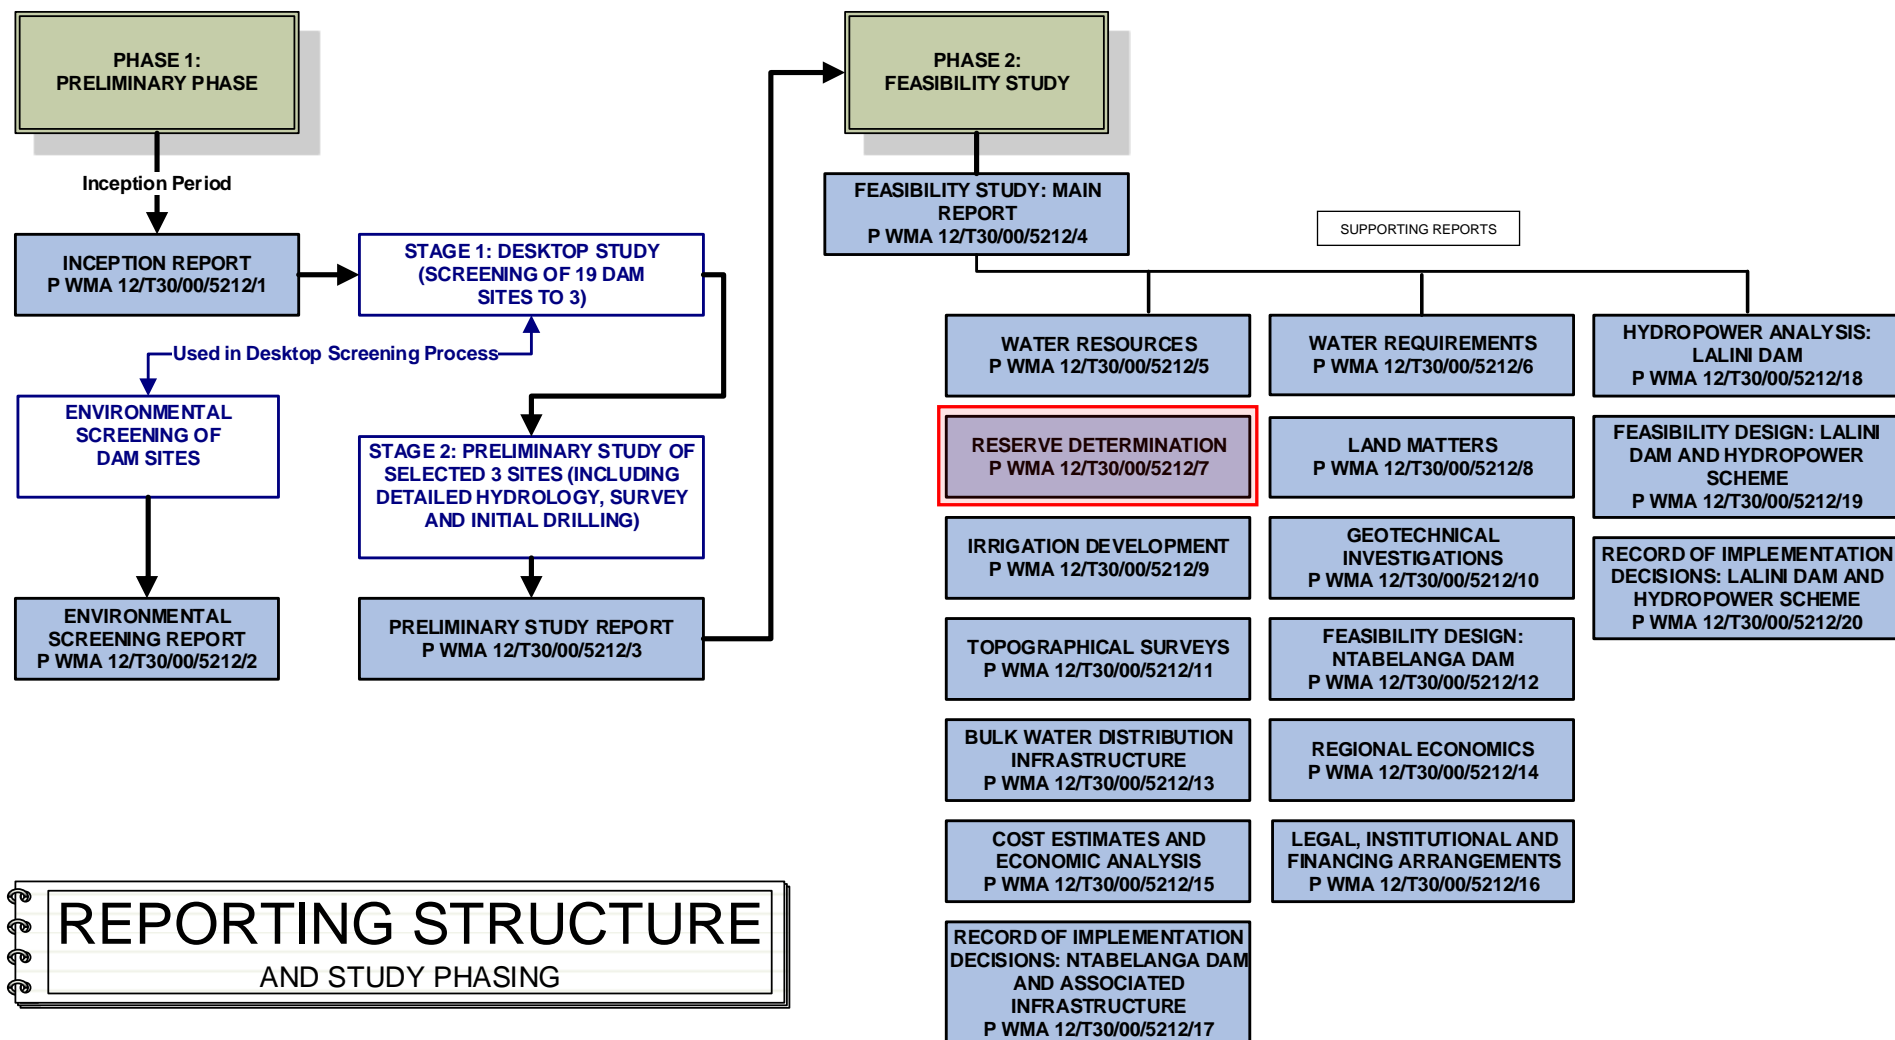 PHASE 1:
PRELIMINARY PHASE
Inception Period
INCEPTION REPORT
P WMA 12/T30/00/5212/1
STAGE 1: DESKTOP STUDY
(SCREENING OF 19 DAM
SITES TO 3)
Used in Desktop Screening Process
ENVIRONMENTAL
SCREENING OF
DAM SITES
STAGE 2: PRELIMINARY STUDY OF
SELECTED 3 SITES (INCLUDING
DETAILED HYDROLOGY, SURVEY
AND INITIAL DRILLING)
ENVIRONMENTAL
SCREENING REPORT
P WMA 12/T30/00/5212/2
PRELIMINARY STUDY REPORT
P WMA 12/T30/00/5212/3
PHASE 2:
FEASIBILITY STUDY
FEASIBILITY STUDY: MAIN
REPORT
P WMA 12/T30/00/5212/4
SUPPORTING REPORTS
WATER RESOURCES
P WMA 12/T30/00/5212/5
RESERVE DETERMINATION
P WMA 12/T30/00/5212/7
IRRIGATION DEVELOPMENT
P WMA 12/T30/00/5212/9
TOPOGRAPHICAL SURVEYS
P WMA 12/T30/00/5212/11
BULK WATER DISTRIBUTION
INFRASTRUCTURE
P WMA 12/T30/00/5212/13
COST ESTIMATES AND
ECONOMIC ANALYSIS
P WMA 12/T30/00/5212/15
RECORD OF IMPLEMENTATION
DECISIONS: NTABELANGA DAM
AND ASSOCIATED
INFRASTRUCTURE
P WMA 12/T30/00/5212/17
WATER REQUIREMENTS
P WMA 12/T30/00/5212/6
LAND MATTERS
P WMA 12/T30/00/5212/8
GEOTECHNICAL
INVESTIGATIONS
P WMA 12/T30/00/5212/10
FEASIBILITY DESIGN:
NTABELANGA DAM
P WMA 12/T30/00/5212/12
REGIONAL ECONOMICS
P WMA 12/T30/00/5212/14
LEGAL, INSTITUTIONAL AND
FINANCING ARRANGEMENTS
P WMA 12/T30/00/5212/16
HYDROPOWER ANALYSIS:
LALINI DAM
P WMA 12/T30/00/5212/18
FEASIBILITY DESIGN: LALINI
DAM AND HYDROPOWER
SCHEME
P WMA 12/T30/00/5212/19
RECORD OF IMPLEMENTATION
DECISIONS: LALINI DAM AND
HYDROPOWER SCHEME
P WMA 12/T30/00/5212/20
REPORTING STRUCTURE
AND STUDY PHASING